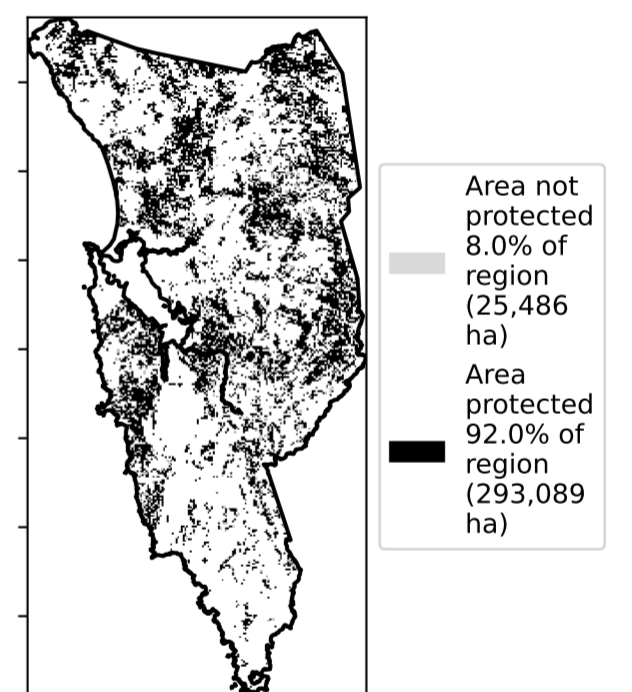 Area not
protected
8.0% of
region
(25,486
ha)
Area
protected
92.0% of
region
(293,089
ha)